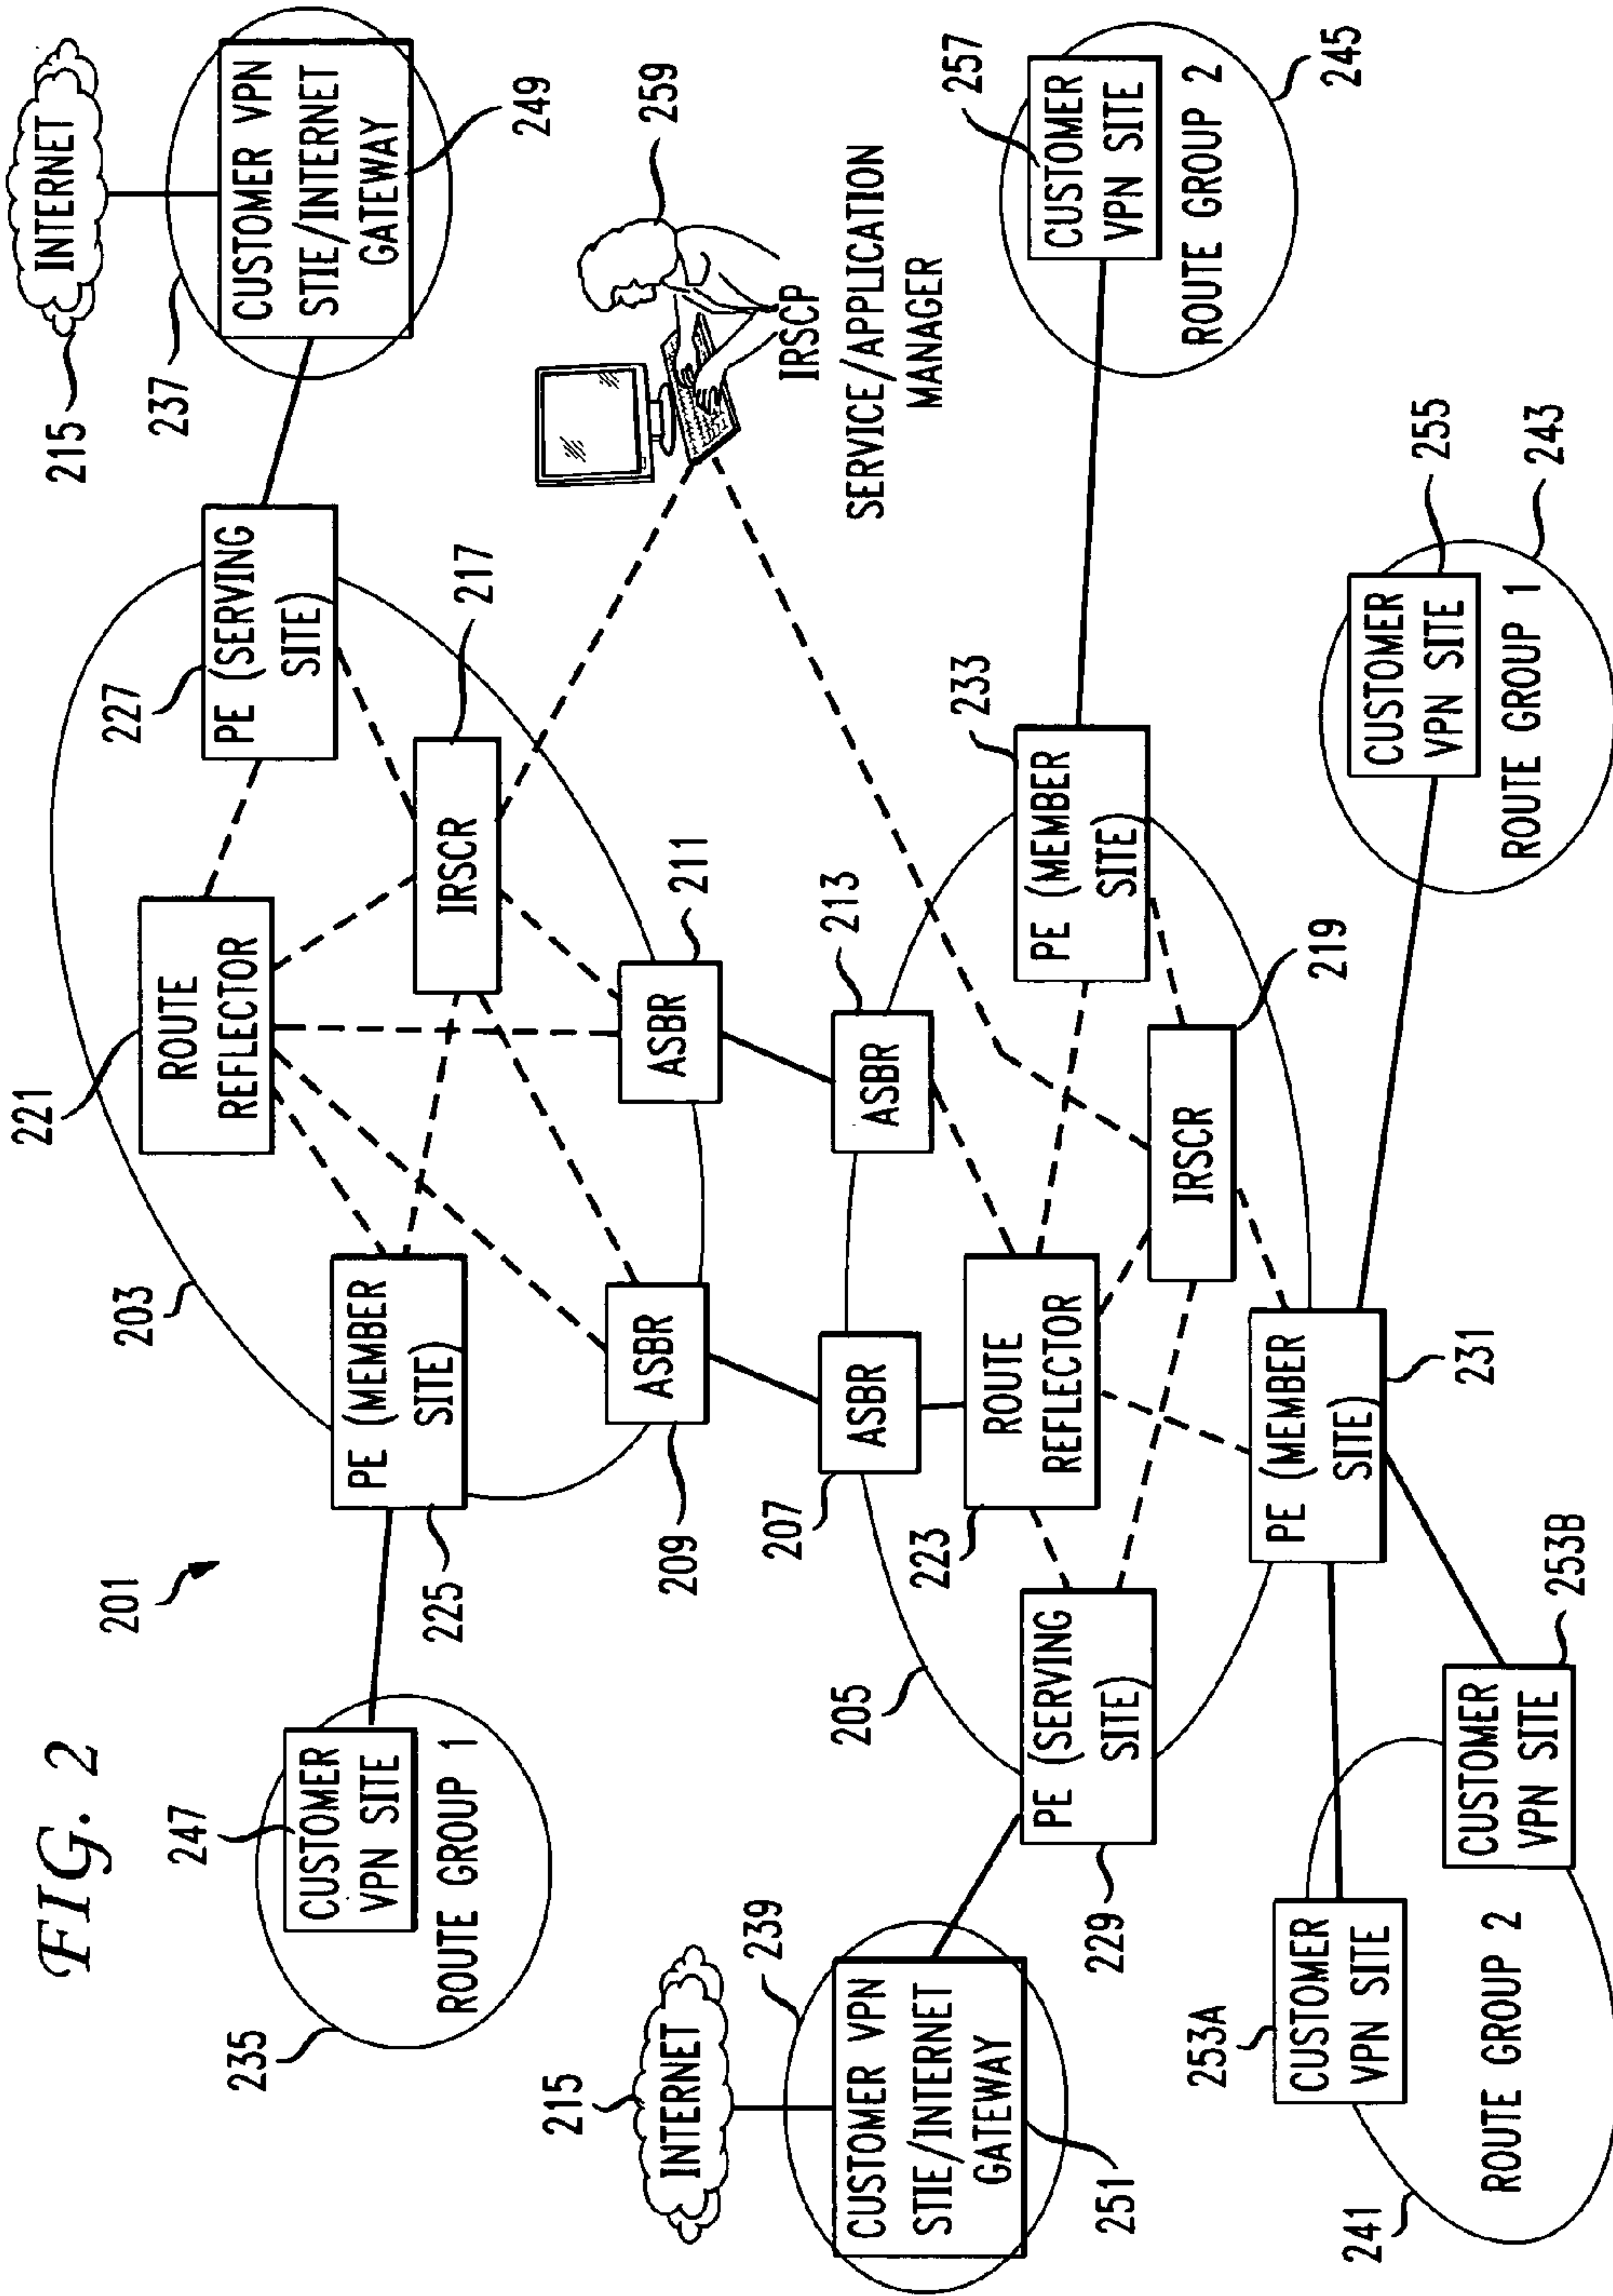 FIG. 2
201
INTERNET
215
237
CUSTOMER VPN
STIE/INTERNET
GATEWAY
249
221
ROUTE
REFLECTOR
227
PE (SERVING
SITE)
203
247
CUSTOMER
VPN SITE
ROUTE GROUP 1
235
225
PE (MEMBER
SITE)
IRSCR
217
259
IRSCP
SERVICE/APPLICATION
MANAGER
209
ASBR
ASBR
211
207
ASBR
ASBR
213
INTERNET
215
239
CUSTOMER VPN
STIE/INTERNET
GATEWAY
251
205
223
ROUTE
REFLECTOR
229
PE (SERVING
SITE)
233
PE (MEMBER
SITE)
257
CUSTOMER
VPN SITE
ROUTE GROUP 2
245
IRSCR
219
PE (MEMBER
SITE)
231
255
CUSTOMER
VPN SITE
ROUTE GROUP 1
243
253A
CUSTOMER
VPN SITE
253B
CUSTOMER
VPN SITE
ROUTE GROUP 2
241